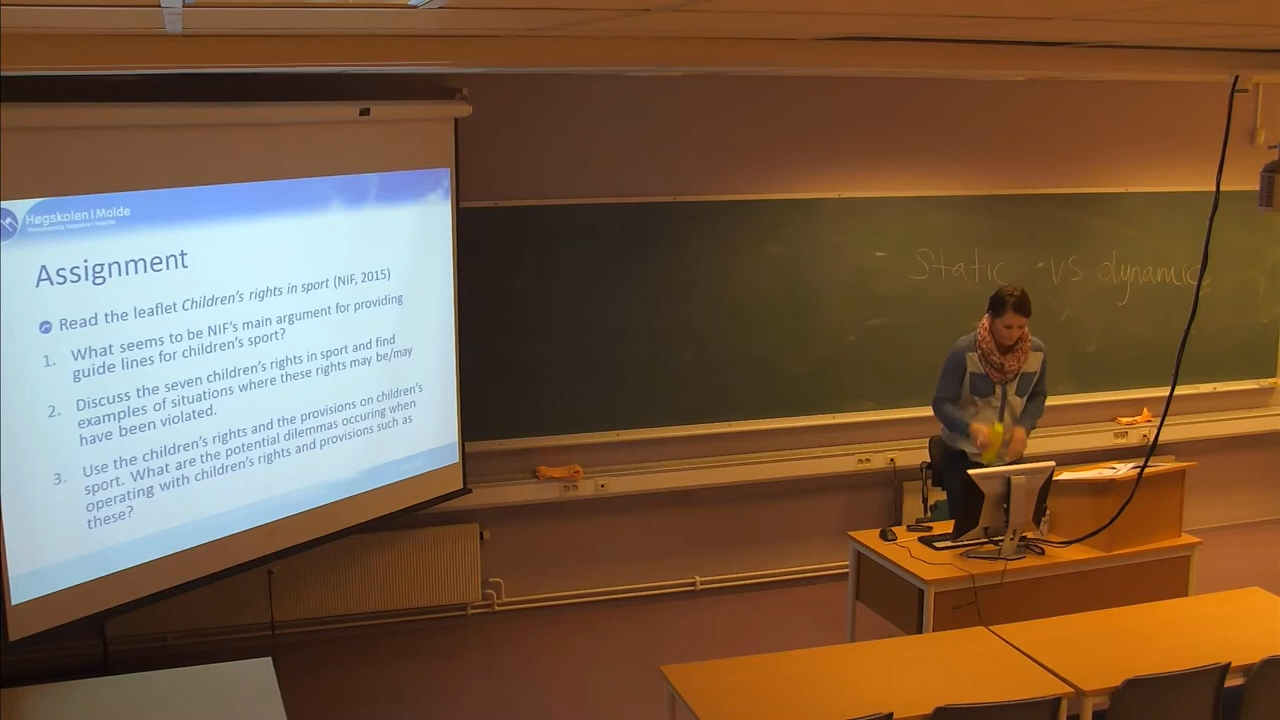 Høgskolen i Molde
Assignment
Read the leaflet Children's rights in sport (NIF, 2015)
1. What seems to be NIF's main argument for providing
guide lines for children's sport?
2. Discuss the seven children's rights in sport and find
examples of situations where these rights may be/may
have been violated.
3. Use the children's rights and the provisions on children's
sport. What are the potential dilemmas occuring when
operating with children's rights and provisions such as
these?
Static vs dynamic